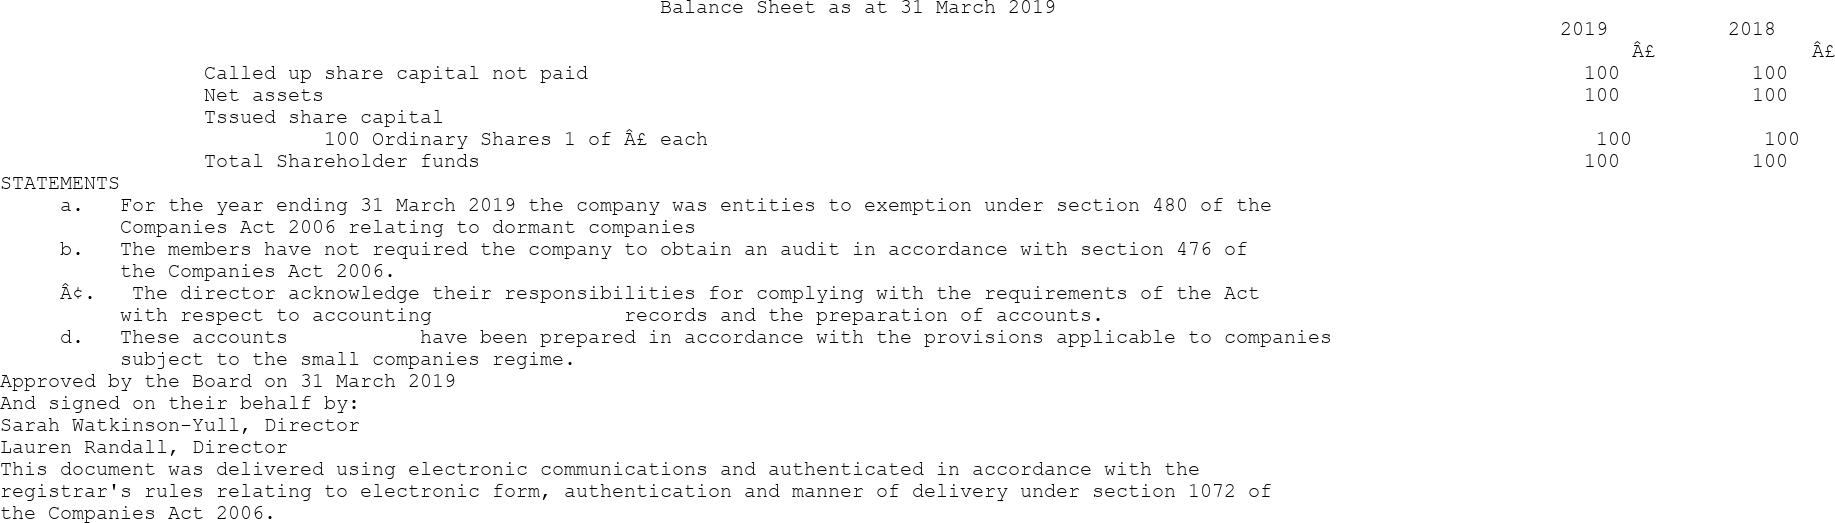 Balance Sheet as at 31 March 2019
2019 2018
Â£ Â£
Called up share capital not paid 100 100
Net assets 100 100
Tssued share capital
100 Ordinary Shares 1 of Â£ each 100 100
Total Shareholder funds 100 100
STATEMENTS
a. For the year ending 31 March 2019 the company was entities to exemption under section 480 of the
Companies Act 2006 relating to dormant companies
b. The members have not required the company to obtain an audit in accordance with section 476 of
the Companies Act 2006.
Â¢. The director acknowledge their responsibilities for complying with the requirements of the Act
with respect to accounting records and the preparation of accounts.
d. These accounts have been prepared in accordance with the provisions applicable to companies
subject to the small companies regime.
Approved by the Board on 31 March 2019
And signed on their behalf by:
Sarah Watkinson-Yull, Director
Lauren Randall, Director
This document was delivered using electronic communications and authenticated in accordance with the
registrar's rules relating to electronic form, authentication and manner of delivery under section 1072 of
the Companies Act 2006.